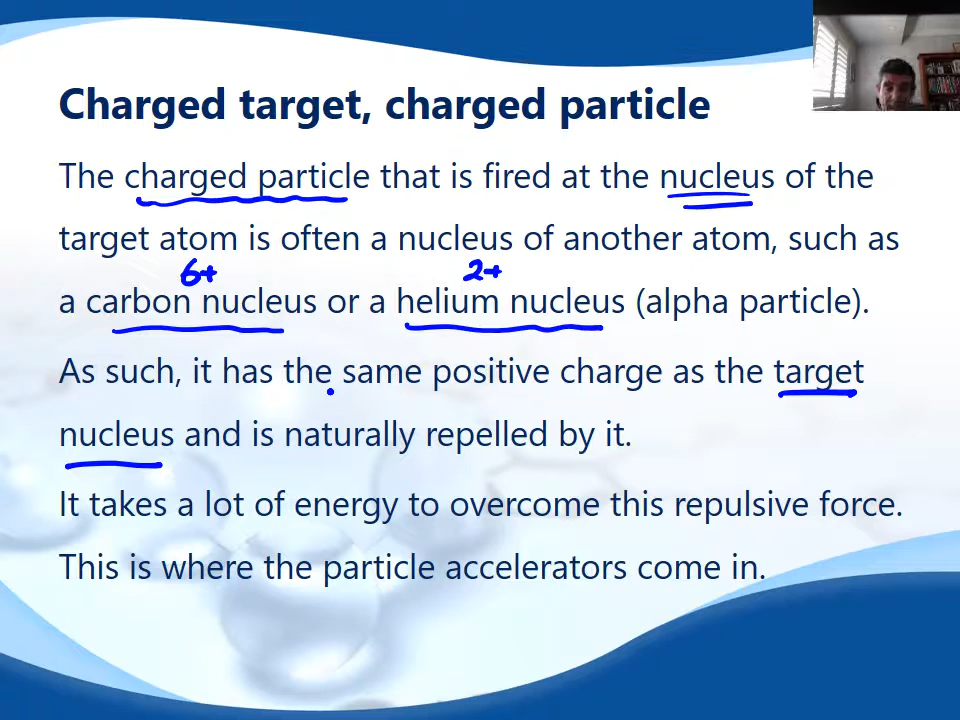 Charged target, charged particle
The charged particle that is fired at the nucleus of the
target atom is often a nucleus of another atom, such as
6+ 2+
a carbon nucleus or a helium nucleus (alpha particle).
As such, it has the same positive charge as the target
nucleus and is naturally repelled by it.
It takes a lot of energy to overcome this repulsive force.
This is where the particle accelerators come in.